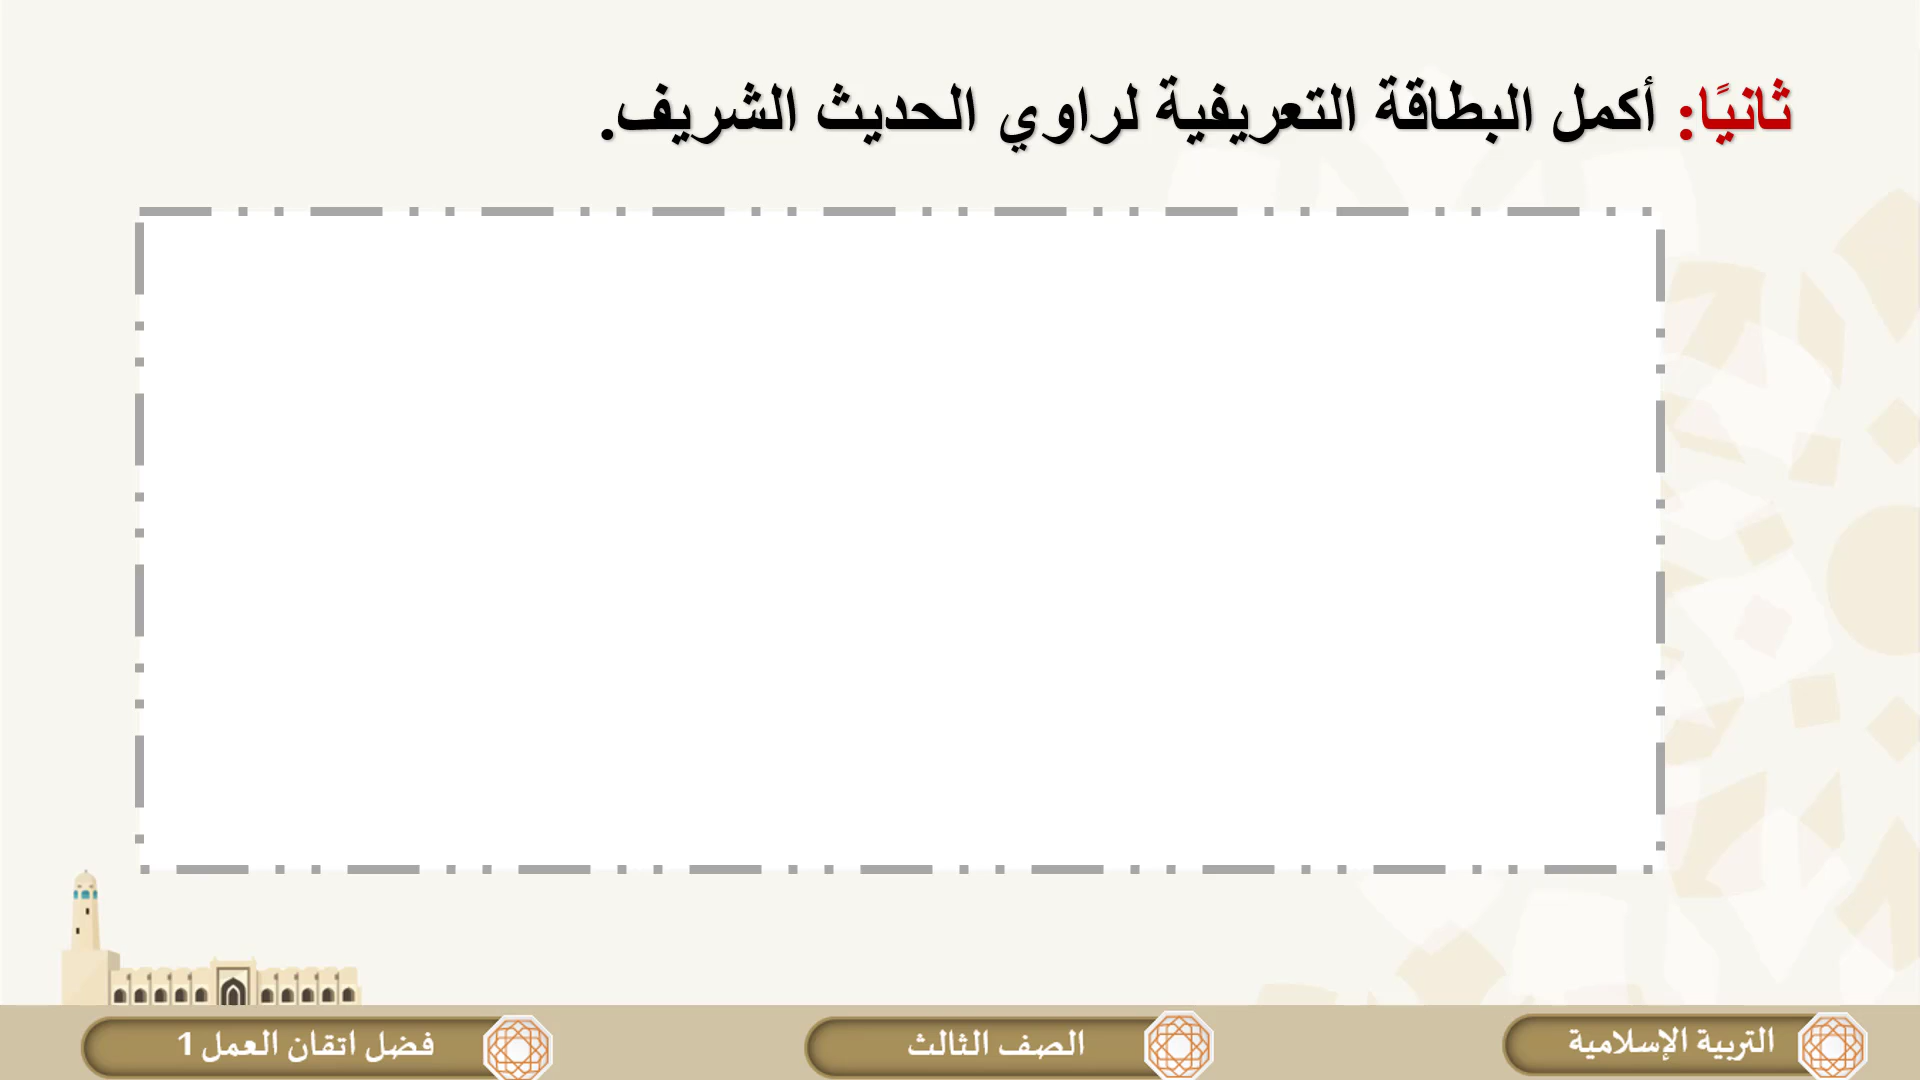 ثانيًا: أكمل البطاقة التعريفية لراوي الحديث الشريف.
التربية الإسلامية
الصف الثالث
فضل اتقان العمل 1